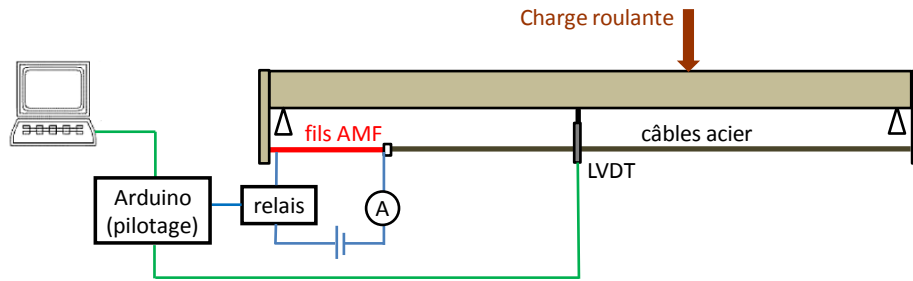 Charge roulante
fils AMF
câbles acier
LVDT
Arduino
(pilotage)
relais
A